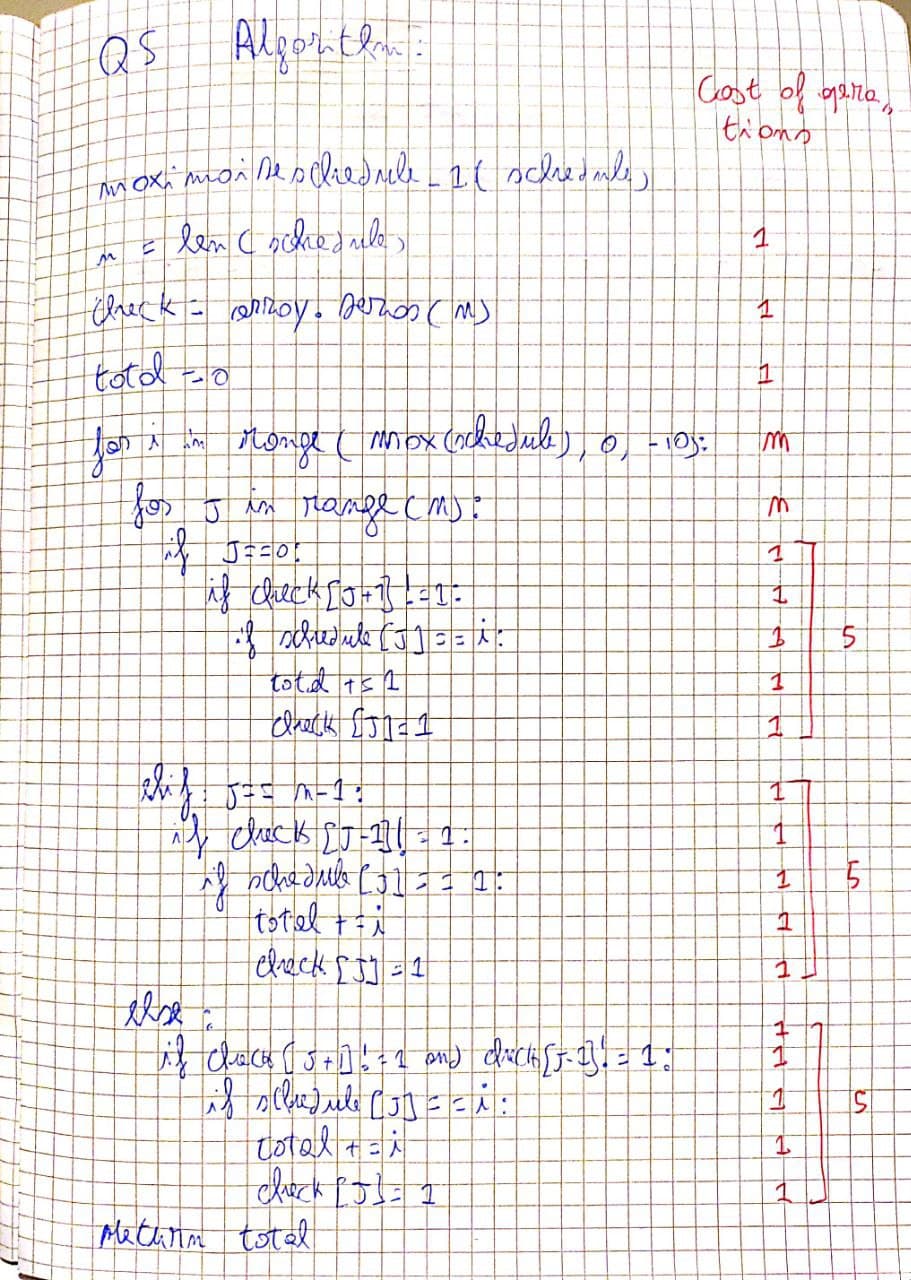 Q5 Algorithm:
Cost of opera,,
tions
maximaise schedule_1( schedule)
n = len( schedule) 1
Check = array.zeros(n) 1
total = 0 1
for i in range( max(schedule), 0, -10): n
for J in range(n): n
if J==0: 1
if check[J+1]!=1: 1
if schedule[J]==i: 1 5
total += 1 1
check [J]=1 1
elif: J== n-1: 1
if check [J-1]!=1: 1
if schedule[J]== 1: 1 5
total +=i 1
check [J]=1 1
else: 1
if check[J+1]!=1 and check[J-1]!=1: 1
if schedule[J]==i: 1 5
total +=i 1
check [J]= 1 1
return total